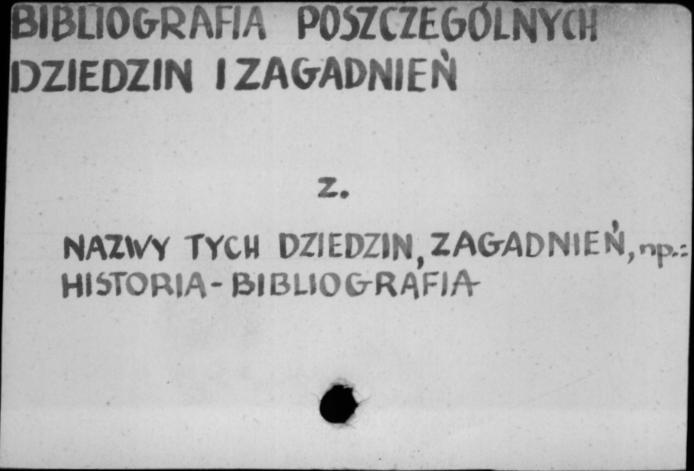 BIBLIOGRAFIA POSZCZEGÓLNYCH
DZIEDZIN I ZAGADNIEŃ
z.
NAZWY TYCH DZIEDZIN, ZAGADNIEŃ, np.:
HISTORIA - BIBLIOGRAFIA